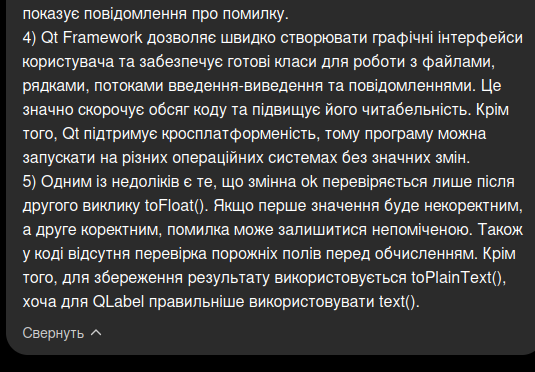 показує повідомлення про помилку.
4) Qt Framework дозволяє швидко створювати графічні інтерфейси
користувача та забезпечує готові класи для роботи з файлами,
рядками, потоками введення-виведення та повідомленнями. Це
значно скорочує обсяг коду та підвищує його читабельність. Крім
того, Qt підтримує кросплатформеність, тому програму можна
запускати на різних операційних системах без значних змін.
5) Одним із недоліків є те, що змінна ok перевіряється лише після
другого виклику toFloat(). Якщо перше значення буде некоректним,
а друге коректним, помилка може залишитися непоміченою. Також
у коді відсутня перевірка порожніх полів перед обчисленням. Крім
того, для збереження результату використовується toPlainText(),
хоча для QLabel правильніше використовувати text().
Свернуть